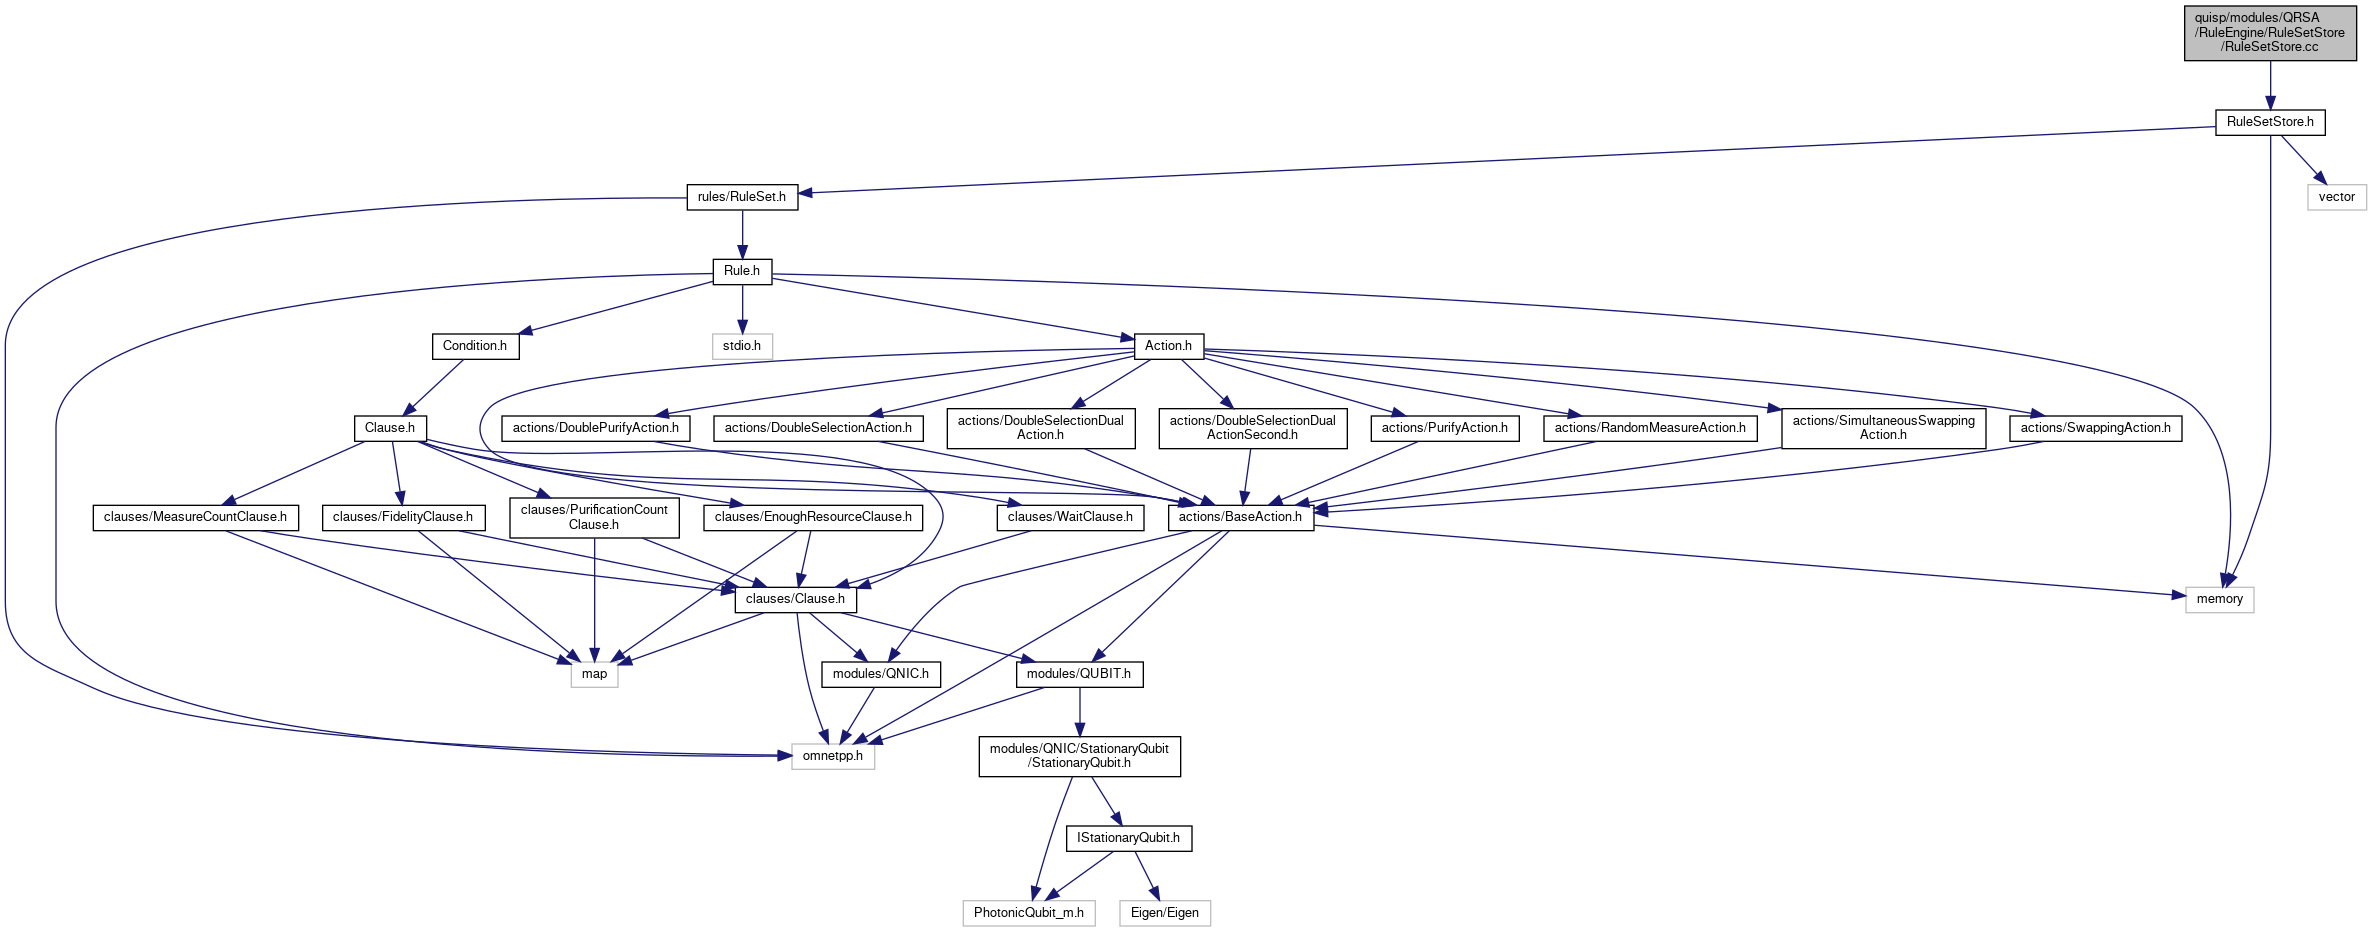 quisp/modules/QRSA
/RuleEngine/RuleSetStore
/RuleSetStore.cc
RuleSetStore.h
rules/RuleSet.h
vector
Rule.h
Condition.h
stdio.h
Action.h
Clause.h
actions/DoublePurifyAction.h
actions/DoubleSelectionAction.h
actions/DoubleSelectionDual
Action.h
actions/DoubleSelectionDual
ActionSecond.h
actions/PurifyAction.h
actions/RandomMeasureAction.h
actions/SimultaneousSwapping
Action.h
actions/SwappingAction.h
clauses/MeasureCountClause.h
clauses/FidelityClause.h
clauses/PurificationCount
Clause.h
clauses/EnoughResourceClause.h
clauses/WaitClause.h
actions/BaseAction.h
clauses/Clause.h
memory
map
modules/QNIC.h
modules/QUBIT.h
omnetpp.h
modules/QNIC/StationaryQubit
/StationaryQubit.h
IStationaryQubit.h
PhotonicQubit_m.h
Eigen/Eigen